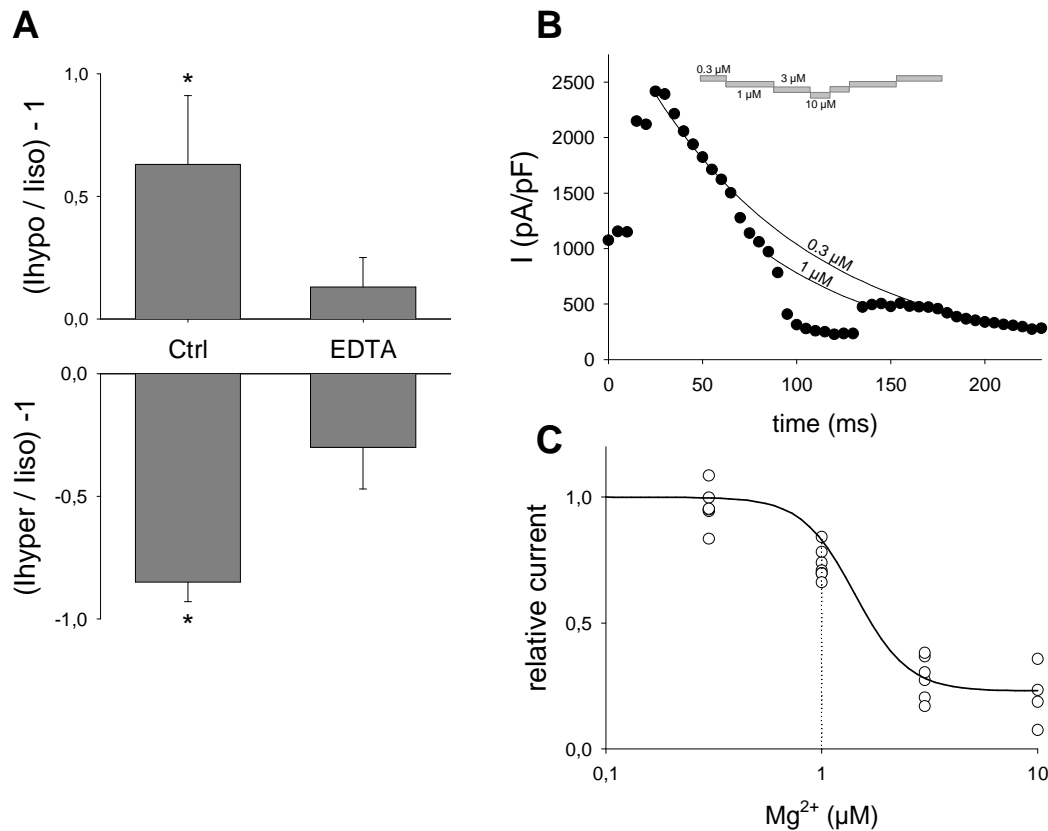 A
(Ihypo / Iiso) - 1
1,0
0,5
0,0
*
Ctrl
EDTA
(Ihyper / Iiso) -1
0,0
-0,5
-1,0
*
B
I (pA/pF)
2500
2000
1500
1000
500
0
0.3 µM
1 µM
3 µM
10 µM
0.3 µM
1 µM
0
50
100
150
200
time (ms)
C
relative current
1,0
0,5
0,0
0,1
1
10
Mg²⁺ (µM)